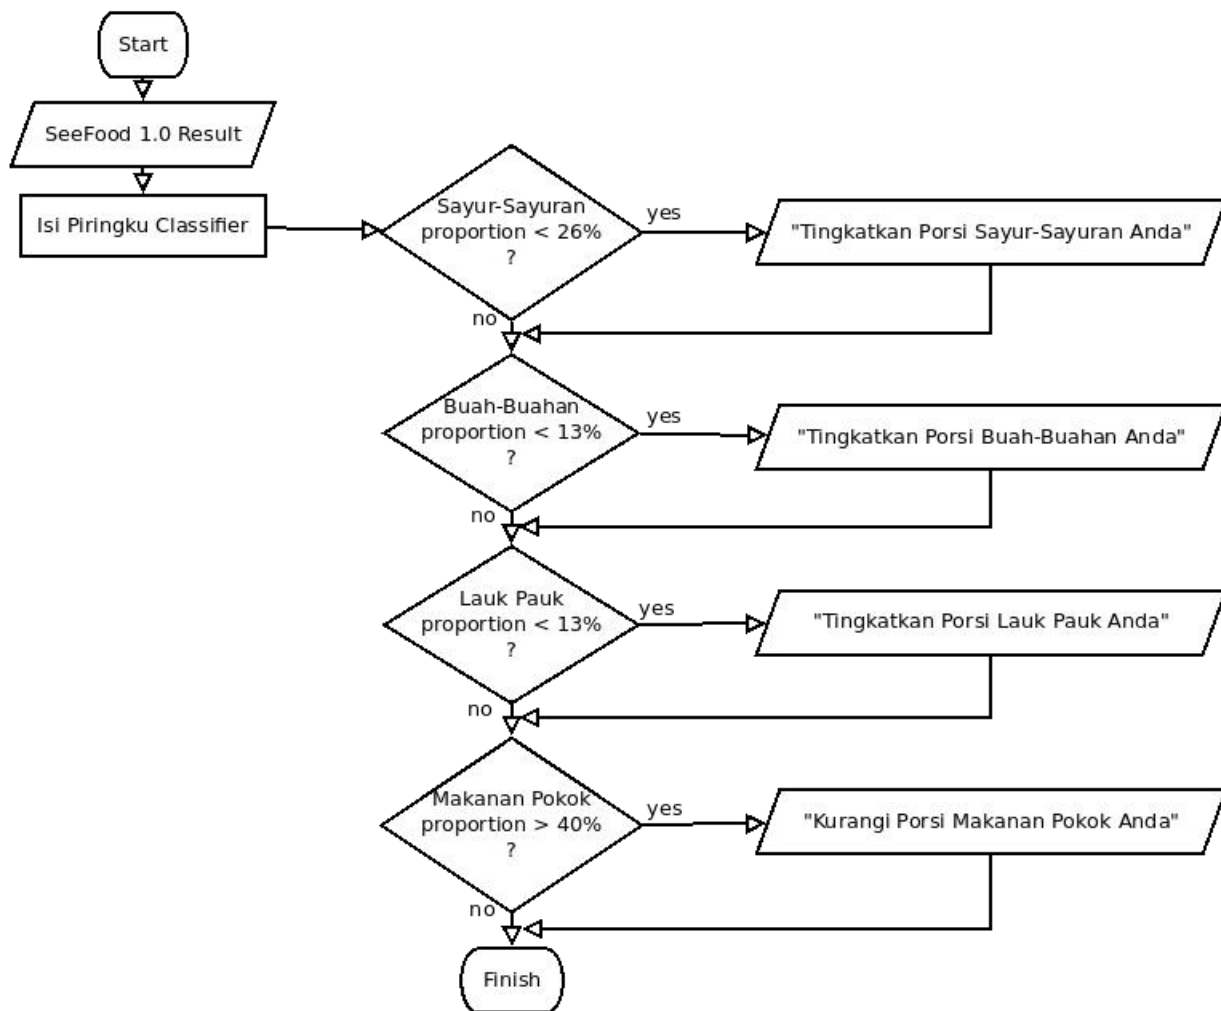 Start
SeeFood 1.0 Result
Isi Piringku Classifier
Sayur-Sayuran
proportion < 26%
?
yes
"Tingkatkan Porsi Sayur-Sayuran Anda"
no
Buah-Buahan
proportion < 13%
?
yes
"Tingkatkan Porsi Buah-Buahan Anda"
no
Lauk Pauk
proportion < 13%
?
yes
"Tingkatkan Porsi Lauk Pauk Anda"
no
Makanan Pokok
proportion > 40%
?
yes
"Kurangi Porsi Makanan Pokok Anda"
no
Finish